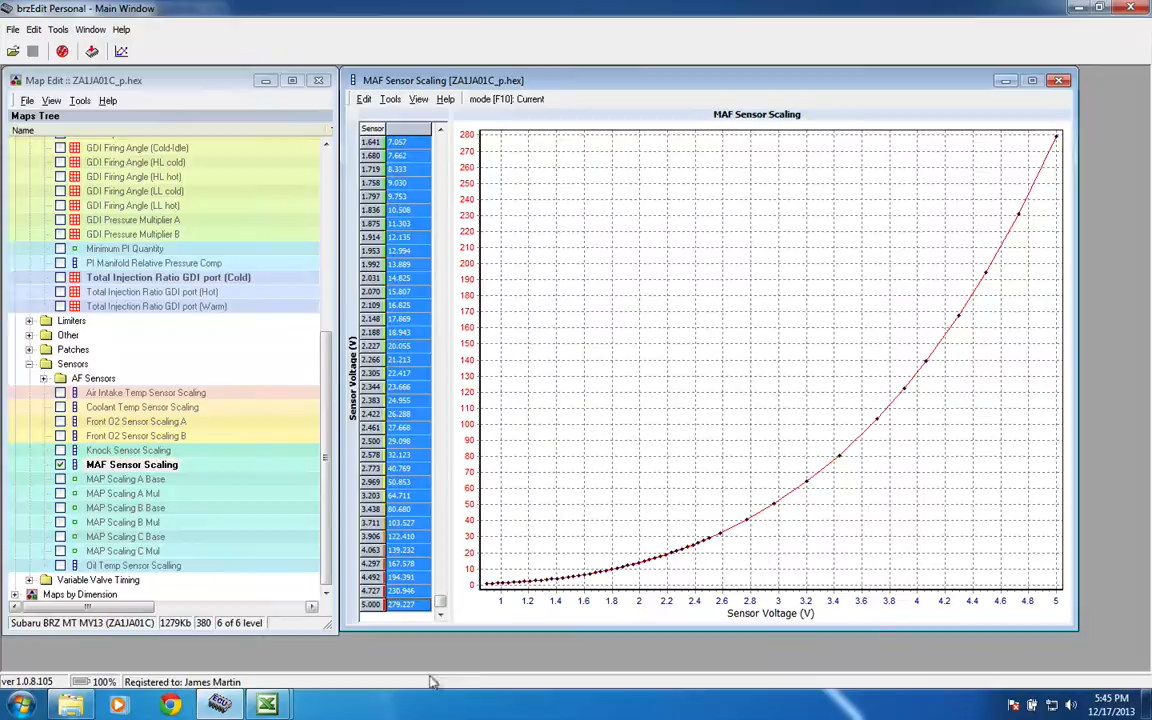 brzEdit Personal - Main Window
File Edit Tools Window Help
Map Edit :: ZA1JA01C_p.hex
File View Tools Help
Maps Tree
Name
GDI Firing Angle (Cold-Idle)
GDI Firing Angle (HL cold)
GDI Firing Angle (HL hot)
GDI Firing Angle (LL cold)
GDI Firing Angle (LL hot)
GDI Pressure Multiplier A
GDI Pressure Multiplier B
Minimum PI Quantity
PI Manifold Relative Pressure Comp
Total Injection Ratio GDI port (Cold)
Total Injection Ratio GDI port (Hot)
Total Injection Ratio GDI port (Warm)
Limiters
Other
Patches
Sensors
AF Sensors
Air Intake Temp Sensor Scaling
Coolant Temp Sensor Scaling
Front O2 Sensor Scaling A
Front O2 Sensor Scaling B
Knock Sensor Scaling
MAF Sensor Scaling
MAP Scaling A Base
MAP Scaling A Mul
MAP Scaling B Base
MAP Scaling B Mul
MAP Scaling C Base
MAP Scaling C Mul
Oil Temp Sensor Scaling
Variable Valve Timing
Maps by Dimension
Subaru BRZ MT MY13 (ZA1JA01C) 1279Kb 380 6 of 6 level
MAF Sensor Scaling [ZA1JA01C_p.hex]
Edit Tools View Help mode [F10]: Current
Sensor Voltage (V)
Sensor
1.641 7.057
1.680 7.662
1.719 8.333
1.758 9.030
1.797 9.753
1.836 10.508
1.875 11.303
1.914 12.135
1.953 12.994
1.992 13.889
2.031 14.825
2.070 15.807
2.109 16.825
2.148 17.869
2.188 18.943
2.227 20.055
2.266 21.213
2.305 22.417
2.344 23.666
2.383 24.955
2.422 26.288
2.461 27.668
2.500 29.098
2.578 32.123
2.773 40.769
2.969 50.853
3.203 64.711
3.438 80.680
3.711 103.527
3.906 122.410
4.063 139.232
4.297 167.578
4.492 194.391
4.727 230.946
5.000 279.227
MAF Sensor Scaling
280
270
260
250
240
230
220
210
200
190
180
170
160
150
140
130
120
110
100
90
80
70
60
50
40
30
20
10
0
1 1.2 1.4 1.6 1.8 2 2.2 2.4 2.6 2.8 3 3.2 3.4 3.6 3.8 4 4.2 4.4 4.6 4.8 5
Sensor Voltage (V)
ver 1.0.8.105 100% Registered to: James Martin
ECU
5:45 PM
12/17/2013